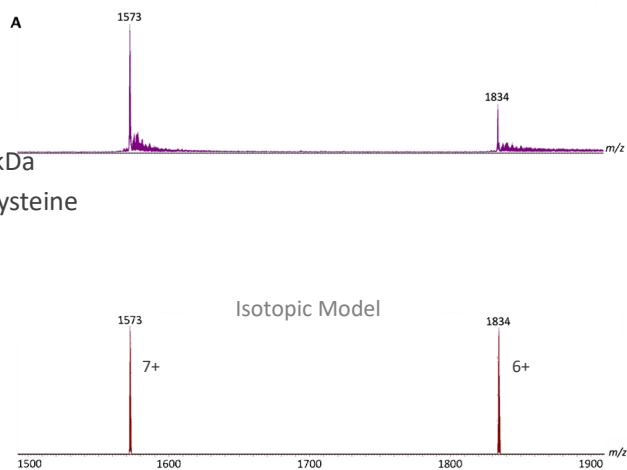 A
1573
1834
m/z
kDa
ysteine
Isotopic Model
1573
1834
7+
6+
m/z
1500 1600 1700 1800 1900